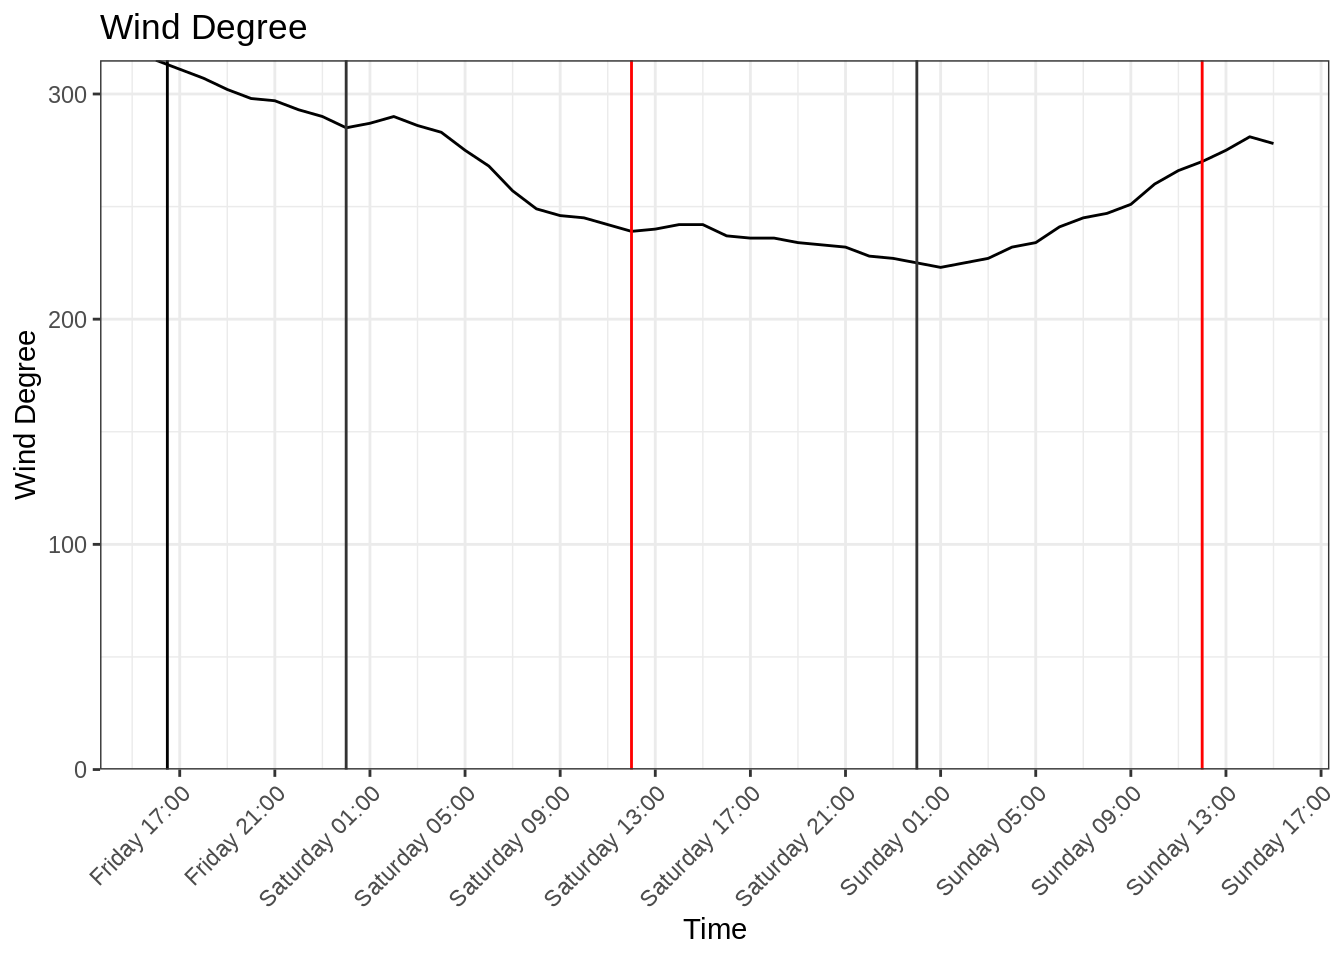 Wind Degree
Wind Degree
300
200
100
0
Friday 17:00
Friday 21:00
Saturday 01:00
Saturday 05:00
Saturday 09:00
Saturday 13:00
Saturday 17:00
Saturday 21:00
Sunday 01:00
Sunday 05:00
Sunday 09:00
Sunday 13:00
Sunday 17:00
Time